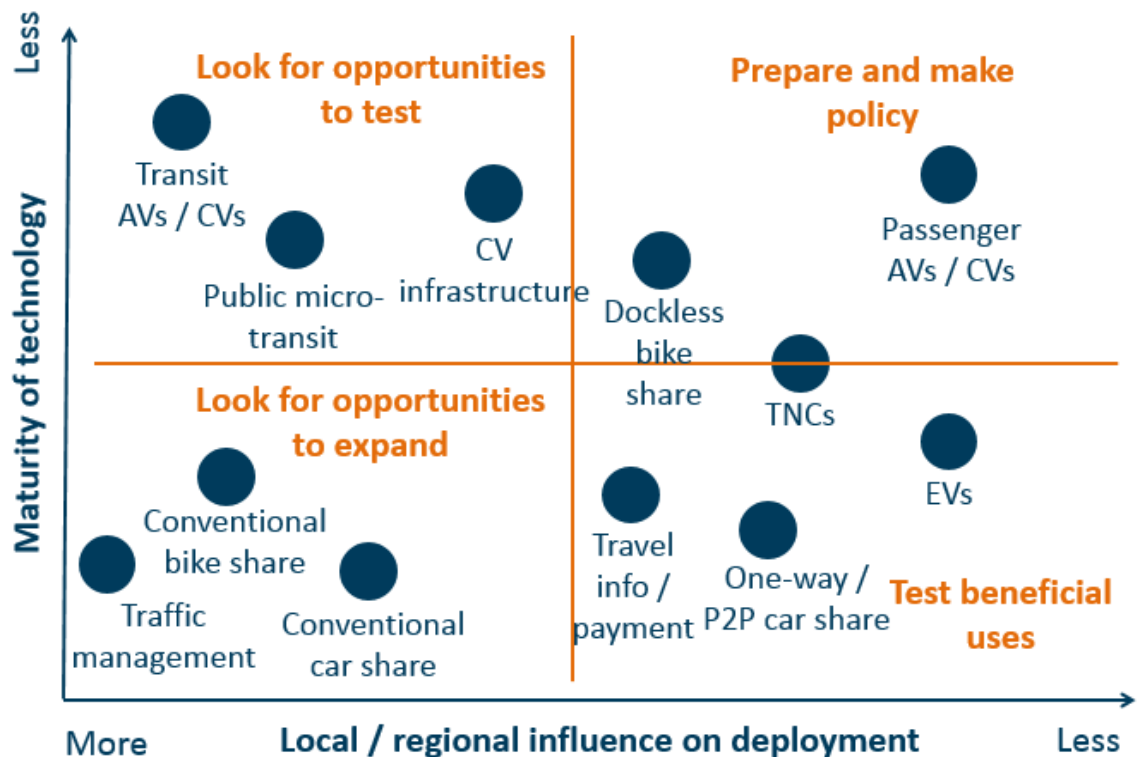 Less
Maturity of technology
Look for opportunities
to test
Prepare and make
policy
Transit
AVs / CVs
Public micro-
transit
CV
infrastructure
Dockless
bike
share
Passenger
AVs / CVs
TNCs
Look for opportunities
to expand
Conventional
bike share
Traffic
management
Conventional
car share
Travel
info /
payment
One-way /
P2P car share
EVs
Test beneficial
uses
More
Local / regional influence on deployment
Less